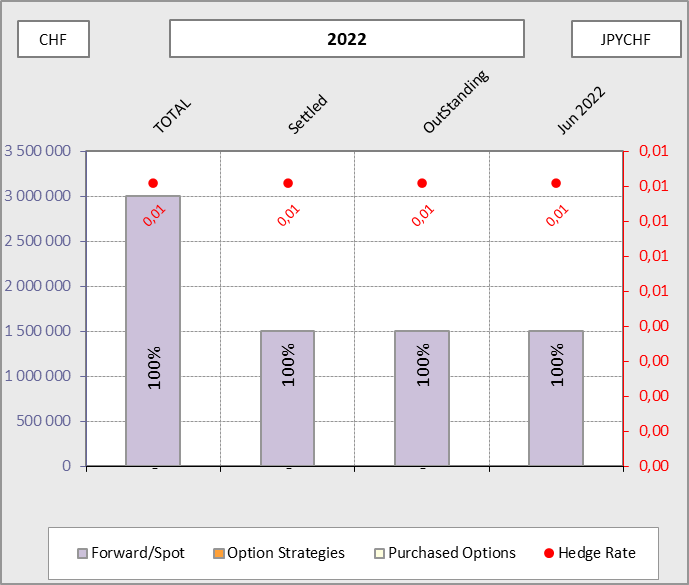 CHF
2022
JPYCHF
TOTAL
Settled
OutStanding
Jun 2022
3 500 000
3 000 000
2 500 000
2 000 000
1 500 000
1 000 000
500 000
0
0,01
0,01
0,01
0,01
0,01
0,00
0,00
0,00
0,00
0,00
0,01
0,01
0,01
0,01
100%
100%
100%
100%
-
-
-
Forward/Spot
Option Strategies
Purchased Options
Hedge Rate